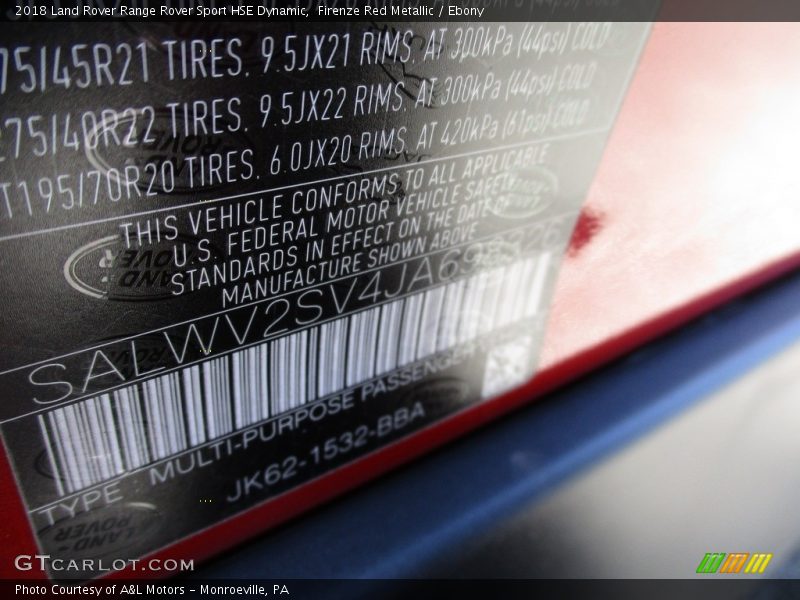 2018 Land Rover Range Rover Sport HSE Dynamic, Firenze Red Metallic / Ebony
75/45R21 TIRES. 9.5JX21 RIMS. AT 300kPa (44psi) COLD
275/40R22 TIRES. 9.5JX22 RIMS. AT 300kPa (44psi) COLD
T195/70R20 TIRES. 6.0JX20 RIMS. AT 420kPa (61psi) COLD
THIS VEHICLE CONFORMS TO ALL APPLICABLE
U.S. FEDERAL MOTOR VEHICLE SAFETY
STANDARDS IN EFFECT ON THE DATE OF
MANUFACTURE SHOWN ABOVE
LAND ROVER
TYPE MULTI-PURPOSE PASSENGER
JK62-1532-BBA
LAND ROVER
GTCARLOT.COM
Photo Courtesy of A&L Motors – Monroeville, PA